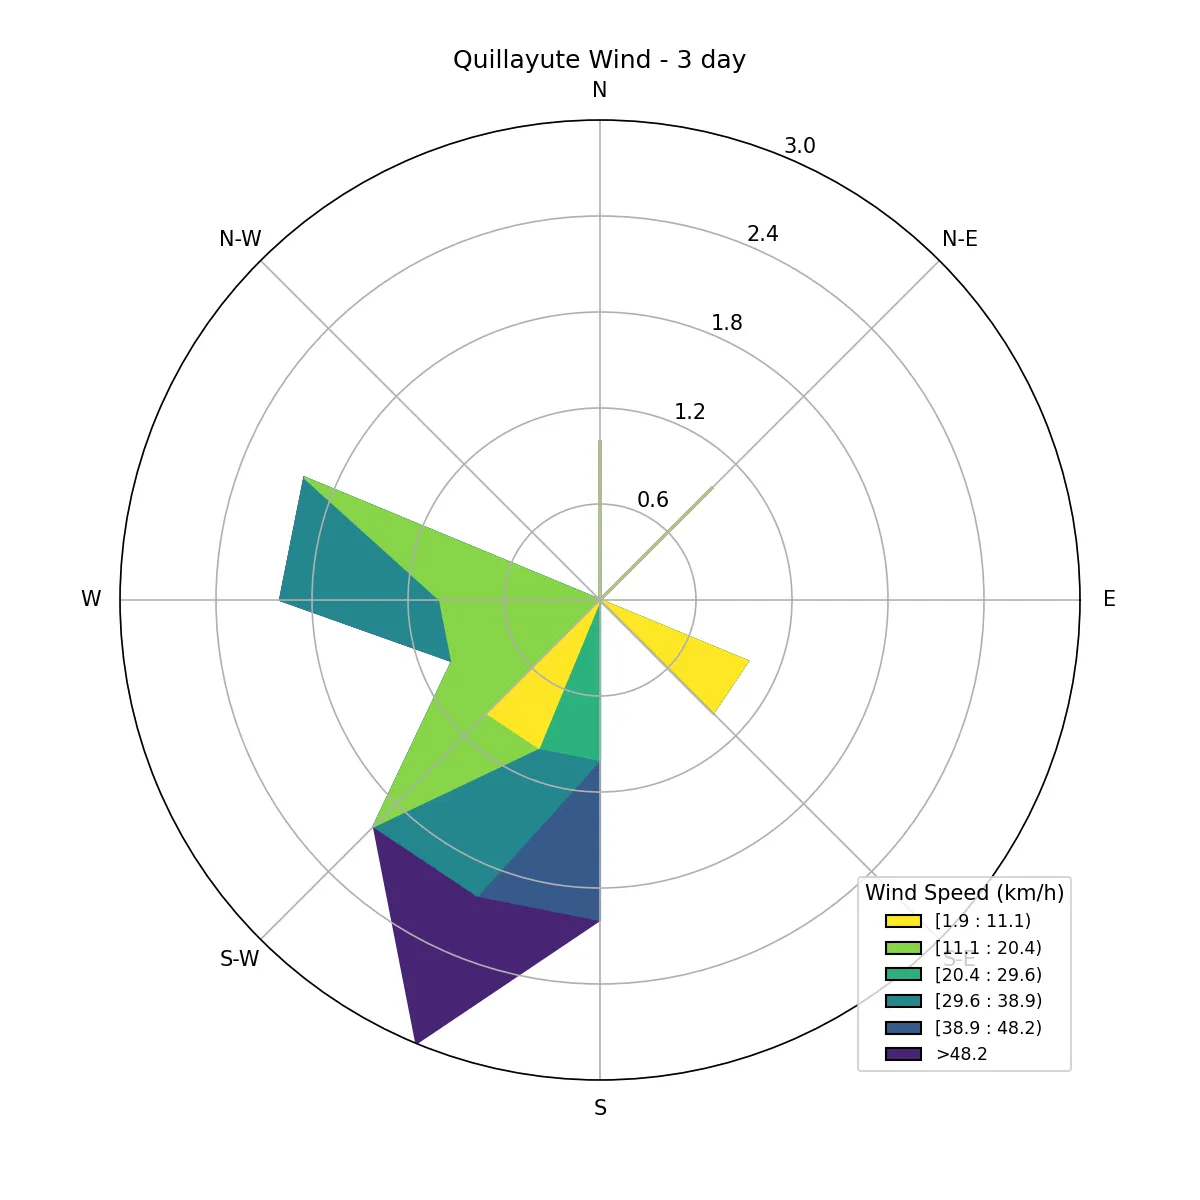 Quillayute Wind - 3 day
N
3.0
N-W
2.4
N-E
1.8
1.2
0.6
W
E
S-W
S-E
S
Wind Speed (km/h)
[1.9 : 11.1)
[11.1 : 20.4)
[20.4 : 29.6)
[29.6 : 38.9)
[38.9 : 48.2)
>48.2